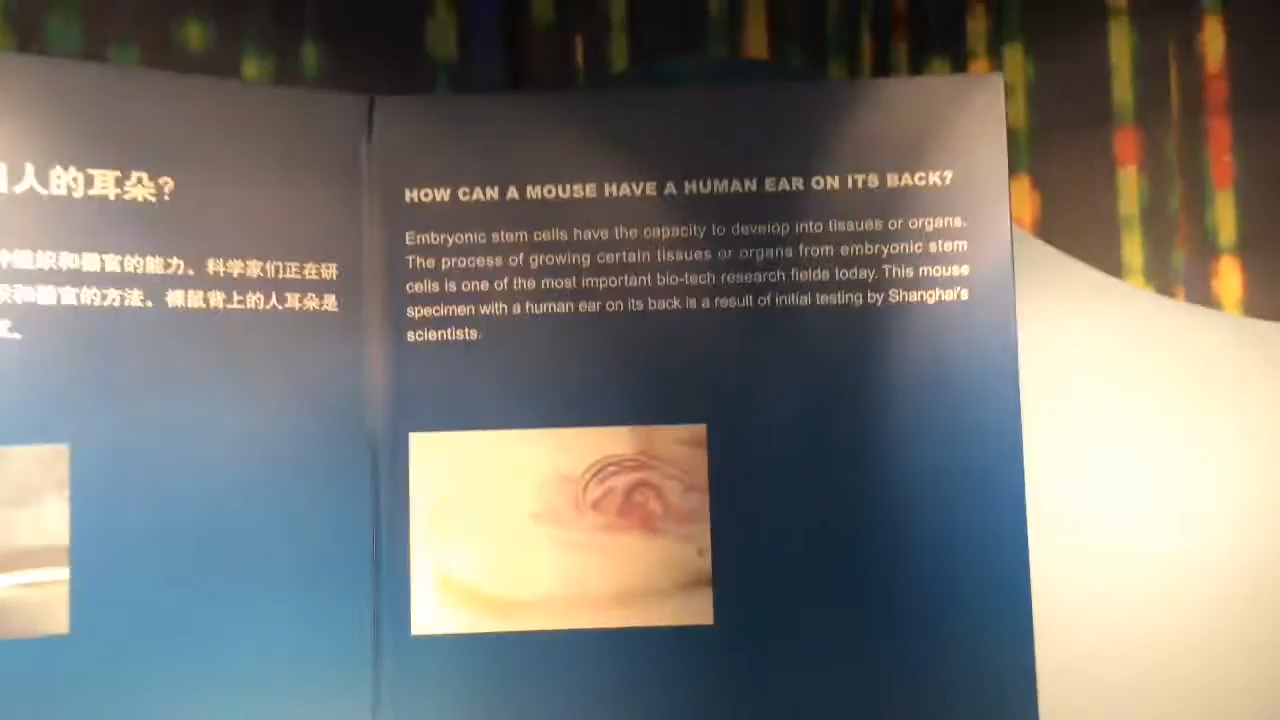 人的耳朵?
组织和器官的能力、科学家们正在研
和器官的方法。裸鼠背上的人耳朵是
HOW CAN A MOUSE HAVE A HUMAN EAR ON ITS BACK?
Embryonic stem cells have the capacity to develop into tissues or organs.
The process of growing certain tissues or organs from embryonic stem
cells is one of the most important bio-tech research fields today. This mouse
specimen with a human ear on its back is a result of initial testing by Shanghai's
scientists.